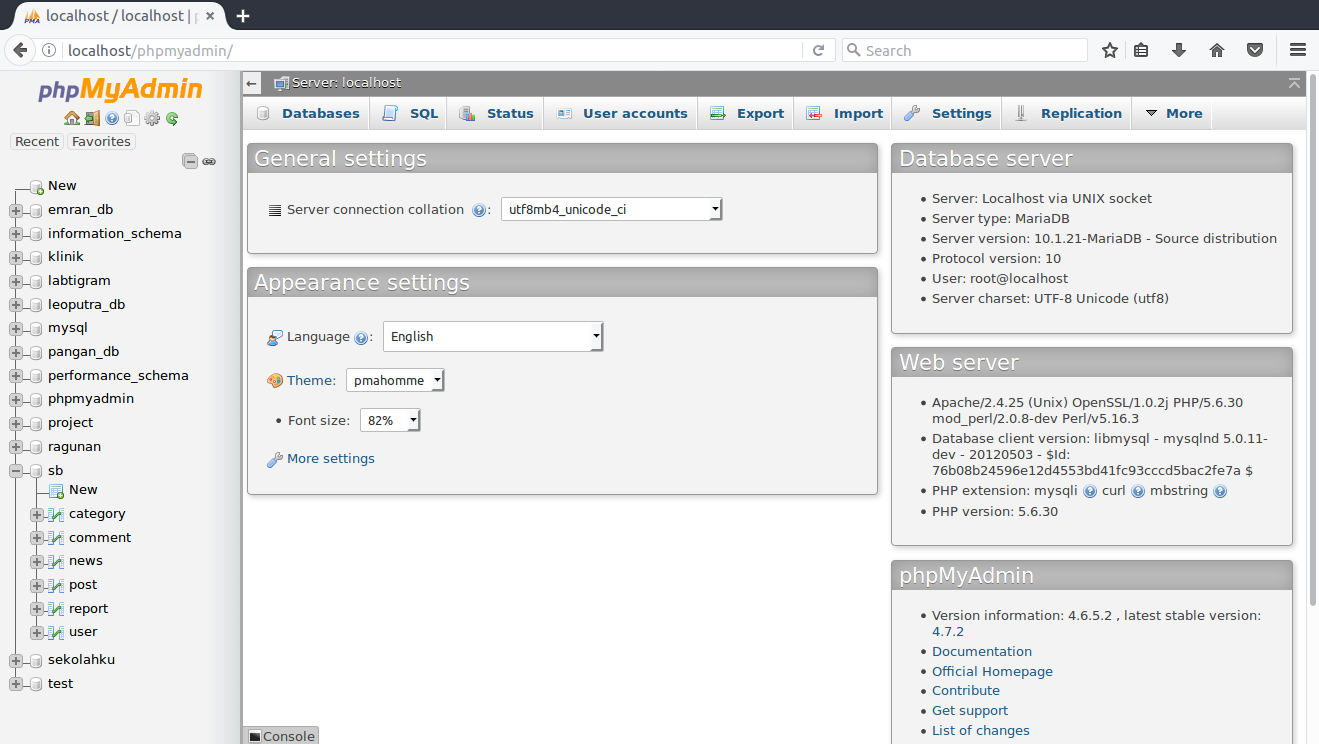 localhost / localhost | p
localhost/phpmyadmin/
Search
phpMyAdmin
Recent Favorites
New
emran_db
information_schema
klinik
labtigram
leoputra_db
mysql
pangan_db
performance_schema
phpmyadmin
project
ragunan
sb
New
category
comment
news
post
report
user
sekolahku
test
Server: localhost
Databases SQL Status User accounts Export Import Settings Replication More
General settings
Server connection collation : utf8mb4_unicode_ci
Appearance settings
Language : English
Theme: pmahomme
• Font size: 82%
More settings
Console
Database server
• Server: Localhost via UNIX socket
• Server type: MariaDB
• Server version: 10.1.21-MariaDB - Source distribution
• Protocol version: 10
• User: root@localhost
• Server charset: UTF-8 Unicode (utf8)
Web server
• Apache/2.4.25 (Unix) OpenSSL/1.0.2j PHP/5.6.30
mod_perl/2.0.8-dev Perl/v5.16.3
• Database client version: libmysql - mysqlnd 5.0.11-
dev - 20120503 - $Id:
76b08b24596e12d4553bd41fc93cccd5bac2fe7a $
• PHP extension: mysqli curl mbstring
• PHP version: 5.6.30
phpMyAdmin
• Version information: 4.6.5.2 , latest stable version:
4.7.2
• Documentation
• Official Homepage
• Contribute
• Get support
• List of changes